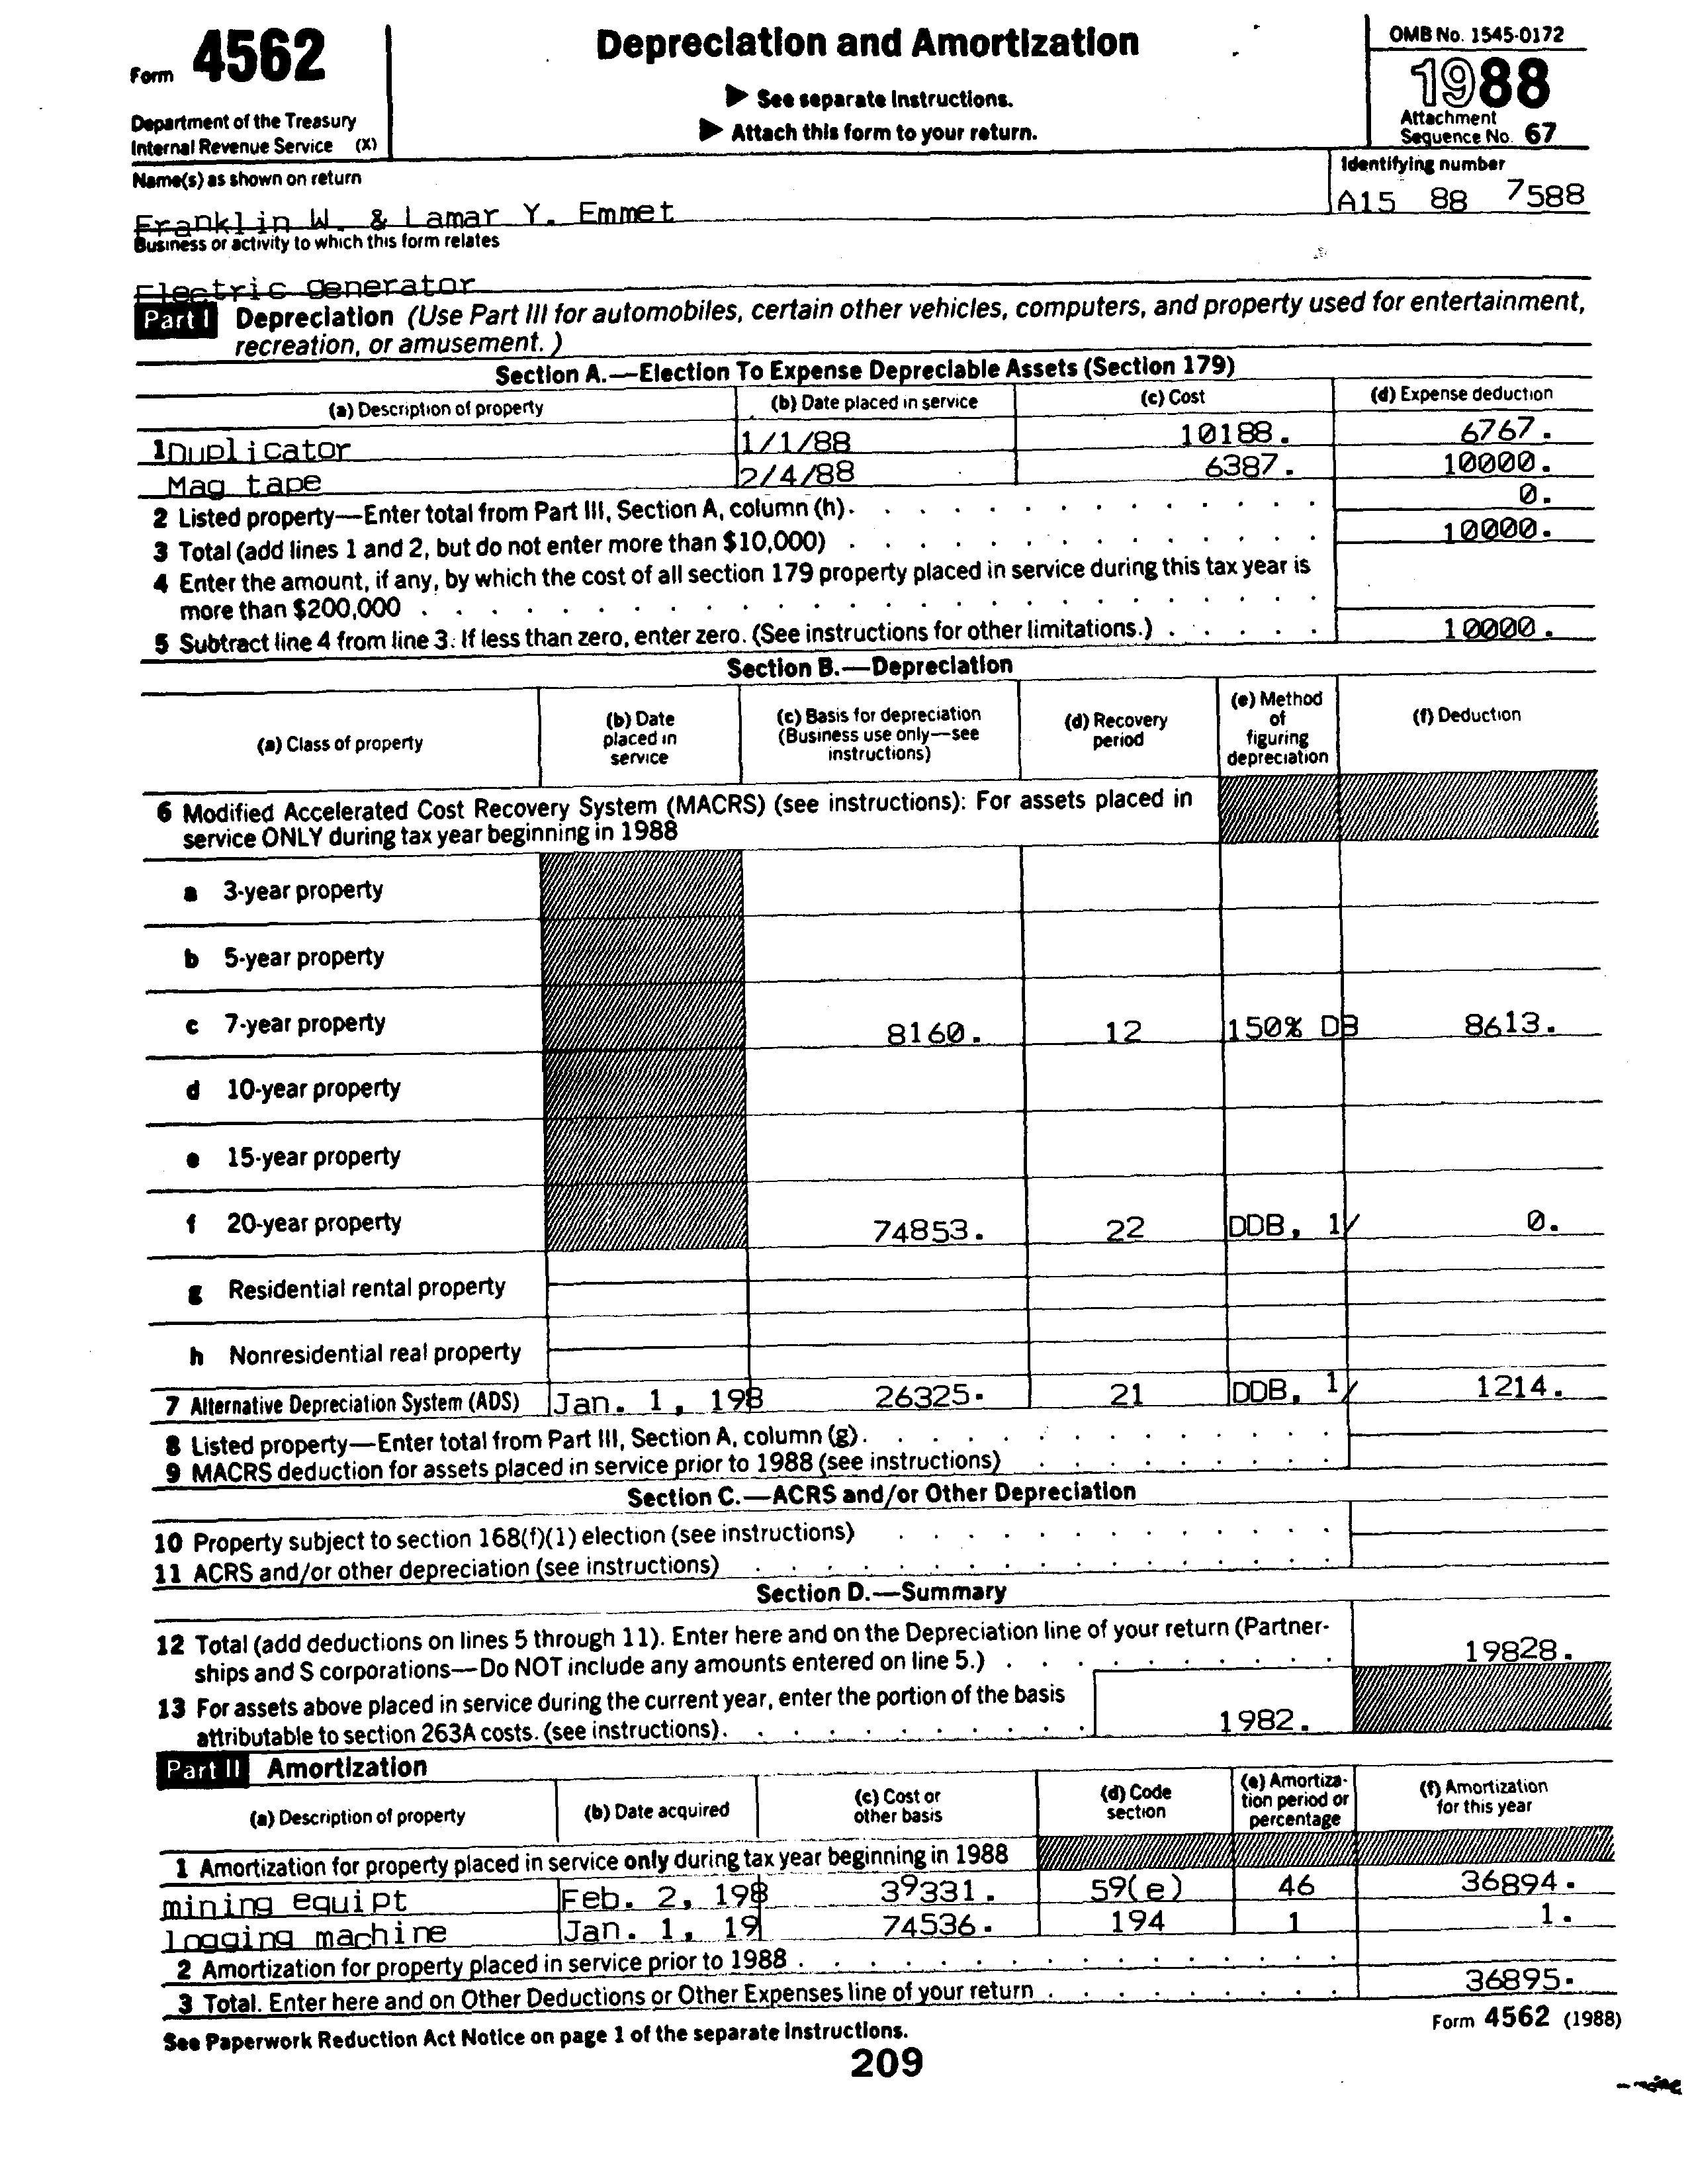 Form 4562
Depreciation and Amortization
OMB No. 1545-0172
1988
► See separate Instructions.
► Attach this form to your return.
Department of the Treasury
Internal Revenue Service (X)
Attachment
Sequence No. 67
Name(s) as shown on return
Identifying number
Franklin W. & Lamar Y. Emmet
A15 88 7588
Business or activity to which this form relates
Electric generator
Part I Depreciation (Use Part III for automobiles, certain other vehicles, computers, and property used for entertainment,
recreation, or amusement.)
Section A.—Election To Expense Depreciable Assets (Section 179)
(a) Description of property (b) Date placed in service (c) Cost (d) Expense deduction
1 Duplicator 1/1/88 10188. 6767.
Mag tape 2/4/88 6387. 10000.
2 Listed property—Enter total from Part III, Section A, column (h). 0.
3 Total (add lines 1 and 2, but do not enter more than $10,000) 10000.
4 Enter the amount, if any, by which the cost of all section 179 property placed in service during this tax year is
more than $200,000
5 Subtract line 4 from line 3. If less than zero, enter zero. (See instructions for other limitations.) 10000.
Section B.—Depreciation
(a) Class of property (b) Date placed in service (c) Basis for depreciation (Business use only—see instructions) (d) Recovery period (e) Method of figuring depreciation (f) Deduction
6 Modified Accelerated Cost Recovery System (MACRS) (see instructions): For assets placed in
service ONLY during tax year beginning in 1988
a 3-year property
b 5-year property
c 7-year property 8160. 12 150% DB 8613.
d 10-year property
e 15-year property
f 20-year property 74853. 22 DDB, 1/ 0.
g Residential rental property
h Nonresidential real property
7 Alternative Depreciation System (ADS) Jan. 1, 198 26325. 21 DDB, 1/ 1214.
8 Listed property—Enter total from Part III, Section A, column (g).
9 MACRS deduction for assets placed in service prior to 1988 (see instructions)
Section C.—ACRS and/or Other Depreciation
10 Property subject to section 168(f)(1) election (see instructions)
11 ACRS and/or other depreciation (see instructions)
Section D.—Summary
12 Total (add deductions on lines 5 through 11). Enter here and on the Depreciation line of your return (Partner-
ships and S corporations—Do NOT include any amounts entered on line 5.) 19828.
13 For assets above placed in service during the current year, enter the portion of the basis
attributable to section 263A costs. (see instructions). 1982.
Part II Amortization
(a) Description of property (b) Date acquired (c) Cost or other basis (d) Code section (e) Amortiza-tion period or percentage (f) Amortization for this year
1 Amortization for property placed in service only during tax year beginning in 1988
mining equipt Feb. 2, 198 39331. 59(e) 46 36894.
logging machine Jan. 1, 19 74536. 194 1 1.
2 Amortization for property placed in service prior to 1988
3 Total. Enter here and on Other Deductions or Other Expenses line of your return 36895.
See Paperwork Reduction Act Notice on page 1 of the separate Instructions.
Form 4562 (1988)
209